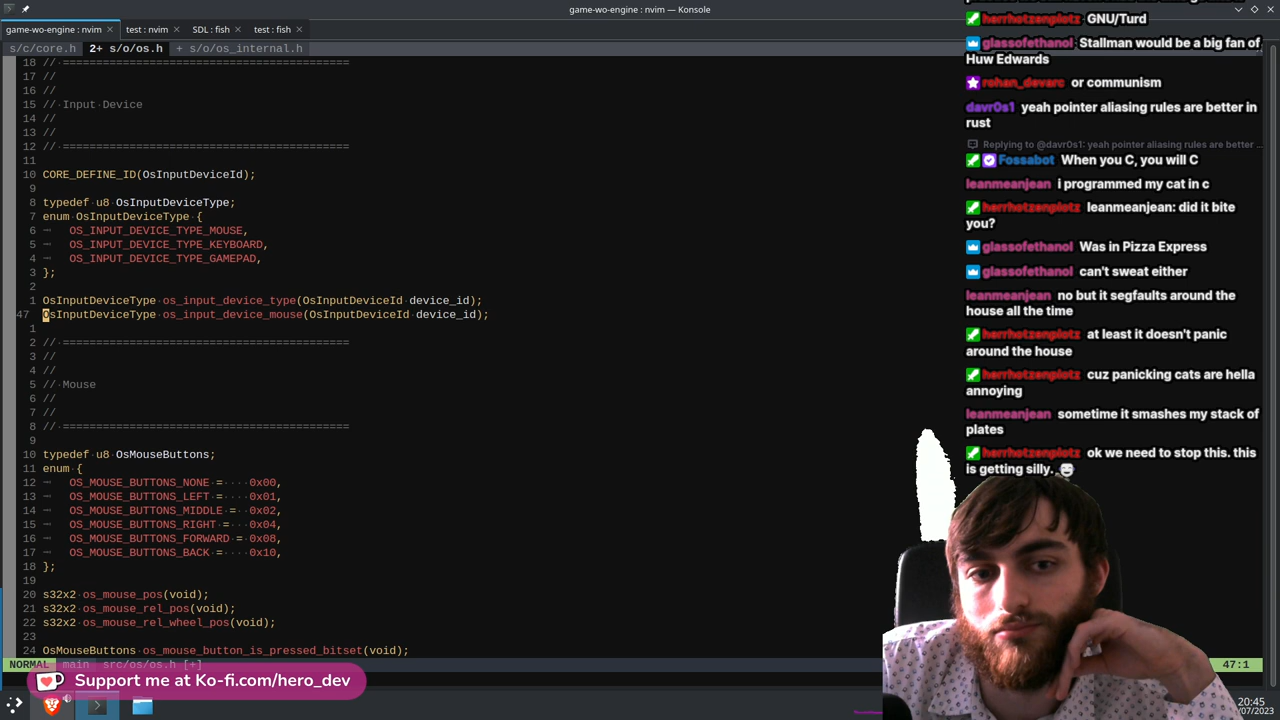 game-wo-engine : nvim — Konsole
game-wo-engine : nvim
test : nvim
SDL : fish
test : fish
s/c/core.h 2+ s/o/os.h + s/o/os_internal.h
18 // ===========================================
17 //
16 //
15 // Input Device
14 //
13 //
12 // ===========================================
11
10 CORE_DEFINE_ID(OsInputDeviceId);
9
8 typedef u8 OsInputDeviceType;
7 enum OsInputDeviceType {
6 OS_INPUT_DEVICE_TYPE_MOUSE,
5 OS_INPUT_DEVICE_TYPE_KEYBOARD,
4 OS_INPUT_DEVICE_TYPE_GAMEPAD,
3 };
2
1 OsInputDeviceType os_input_device_type(OsInputDeviceId device_id);
47 OsInputDeviceType os_input_device_mouse(OsInputDeviceId device_id);
1
2 // ===========================================
3 //
4 //
5 // Mouse
6 //
7 //
8 // ===========================================
9
10 typedef u8 OsMouseButtons;
11 enum {
12 OS_MOUSE_BUTTONS_NONE = 0x00,
13 OS_MOUSE_BUTTONS_LEFT = 0x01,
14 OS_MOUSE_BUTTONS_MIDDLE = 0x02,
15 OS_MOUSE_BUTTONS_RIGHT = 0x04,
16 OS_MOUSE_BUTTONS_FORWARD = 0x08,
17 OS_MOUSE_BUTTONS_BACK = 0x10,
18 };
19
20 s32x2 os_mouse_pos(void);
21 s32x2 os_mouse_rel_pos(void);
22 s32x2 os_mouse_rel_wheel_pos(void);
23
24 OsMouseButtons os_mouse_button_is_pressed_bitset(void);
NORMAL main src/os/os.h [+] 47:1
Support me at Ko-fi.com/hero_dev
20:45
/07/2023
herrhotzenplotz GNU/Turd
glassofethanol Stallman would be a big fan of
Huw Edwards
rohan_devarc or communism
davr0s1 yeah pointer aliasing rules are better in
rust
Replying to @davr0s1: yeah pointer aliasing rules are better ...
Fossabot When you C, you will C
leanmeanjean i programmed my cat in c
herrhotzenplotz leanmeanjean: did it bite
you?
glassofethanol Was in Pizza Express
glassofethanol can't sweat either
leanmeanjean no but it segfaults around the
house all the time
herrhotzenplotz at least it doesn't panic
around the house
herrhotzenplotz cuz panicking cats are hella
annoying
leanmeanjean sometime it smashes my stack of
plates
herrhotzenplotz ok we need to stop this. this
is getting silly.